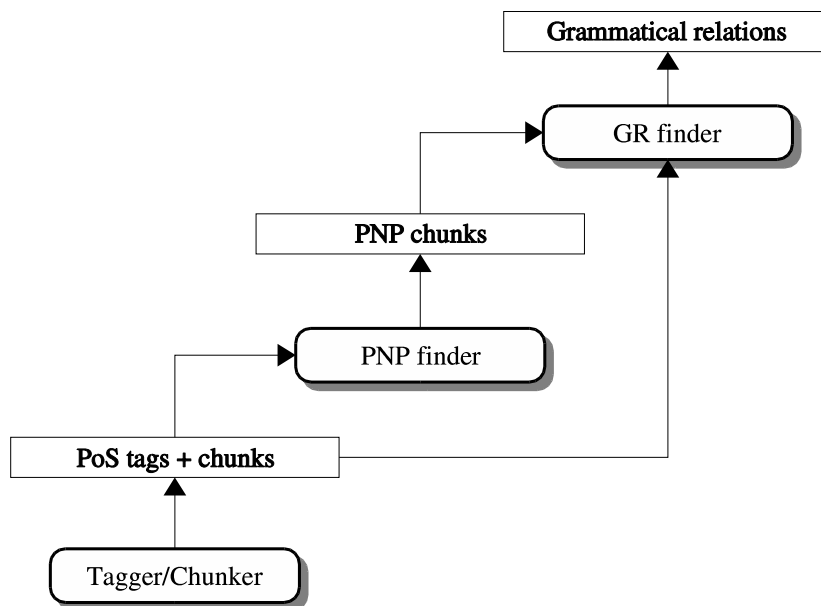 Grammatical relations
GR finder
PNP chunks
PNP finder
PoS tags + chunks
Tagger/Chunker